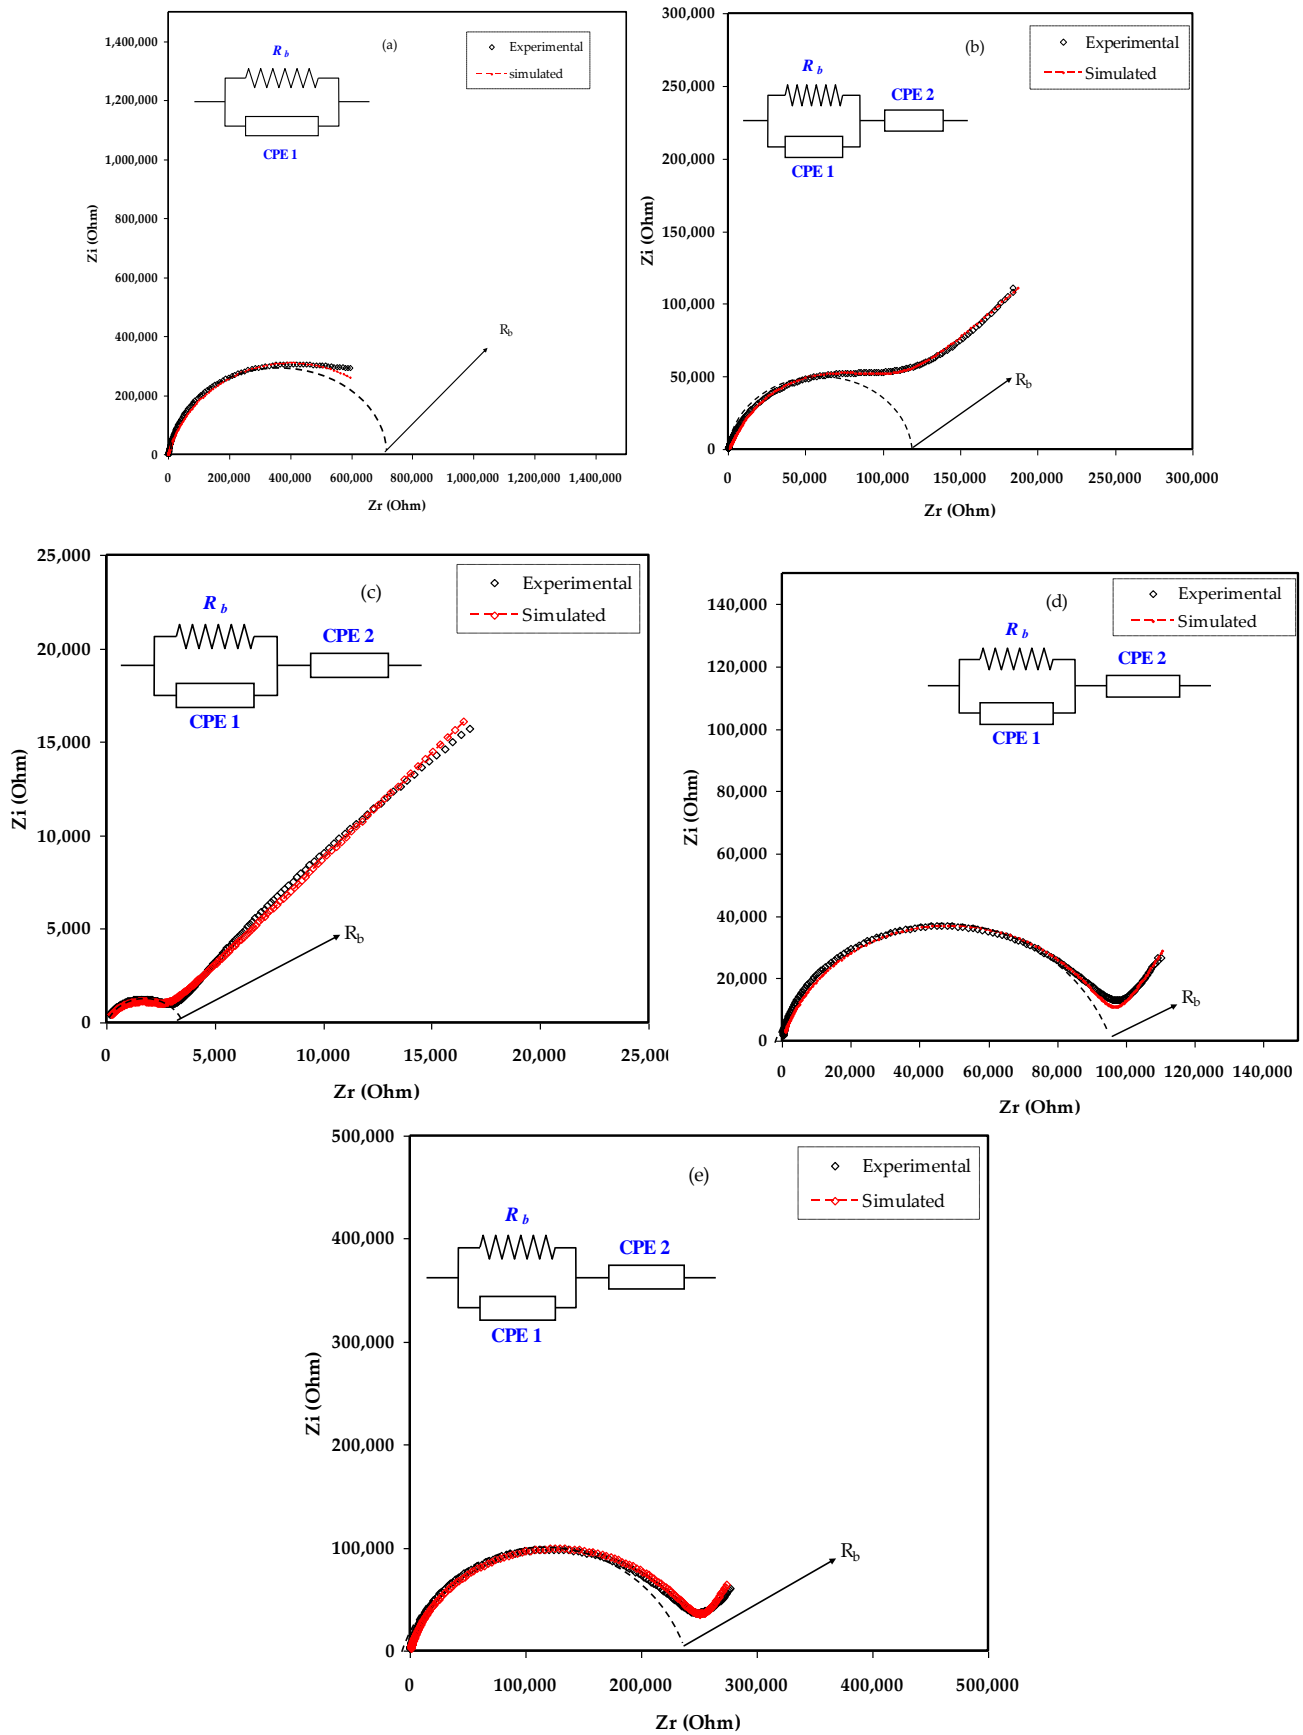 (a)
Experimental
simulated
R b
CPE 1
1,400,000
1,200,000
1,000,000
800,000
600,000
400,000
200,000
0
Zi (Ohm)
R b
0 200,000 400,000 600,000 800,000 1,000,000 1,200,000 1,400,000
Zr (Ohm)
(b)
Experimental
Simulated
R b
CPE 2
CPE 1
300,000
250,000
200,000
150,000
100,000
50,000
0
Zi (Ohm)
R b
0 50,000 100,000 150,000 200,000 250,000 300,000
Zr (Ohm)
(c)
Experimental
Simulated
R b
CPE 2
CPE 1
25,000
20,000
15,000
10,000
5,000
0
Zi (Ohm)
R b
0 5,000 10,000 15,000 20,000 25,00
Zr (Ohm)
(d)
Experimental
Simulated
R b
CPE 2
CPE 1
140,000
120,000
100,000
80,000
60,000
40,000
20,000
0
Zi (Ohm)
R b
0 20,000 40,000 60,000 80,000 100,000 120,000 140,000
Zr (Ohm)
(e)
Experimental
Simulated
R b
CPE 2
CPE 1
500,000
400,000
300,000
200,000
100,000
0
Zi (Ohm)
R b
0 100,000 200,000 300,000 400,000 500,000
Zr (Ohm)